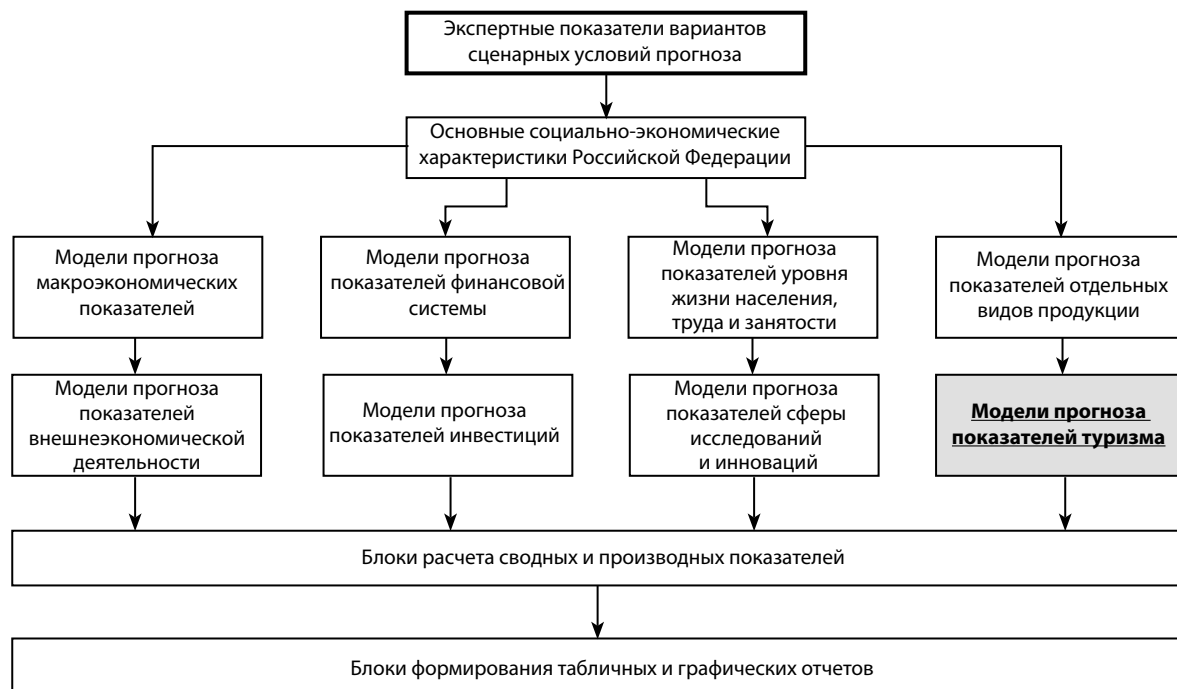 Экспертные показатели вариантов
сценарных условий прогноза
Основные социально-экономические
характеристики Российской Федерации
Модели прогноза
макроэкономических
показателей
Модели прогноза
показателей финансовой
системы
Модели прогноза
показателей уровня
жизни населения,
труда и занятости
Модели прогноза
показателей отдельных
видов продукции
Модели прогноза
показателей
внешнеэкономической
деятельности
Модели прогноза
показателей инвестиций
Модели прогноза
показателей сферы
исследований
и инноваций
Модели прогноза
показателей туризма
Блоки расчета сводных и производных показателей
Блоки формирования табличных и графических отчетов